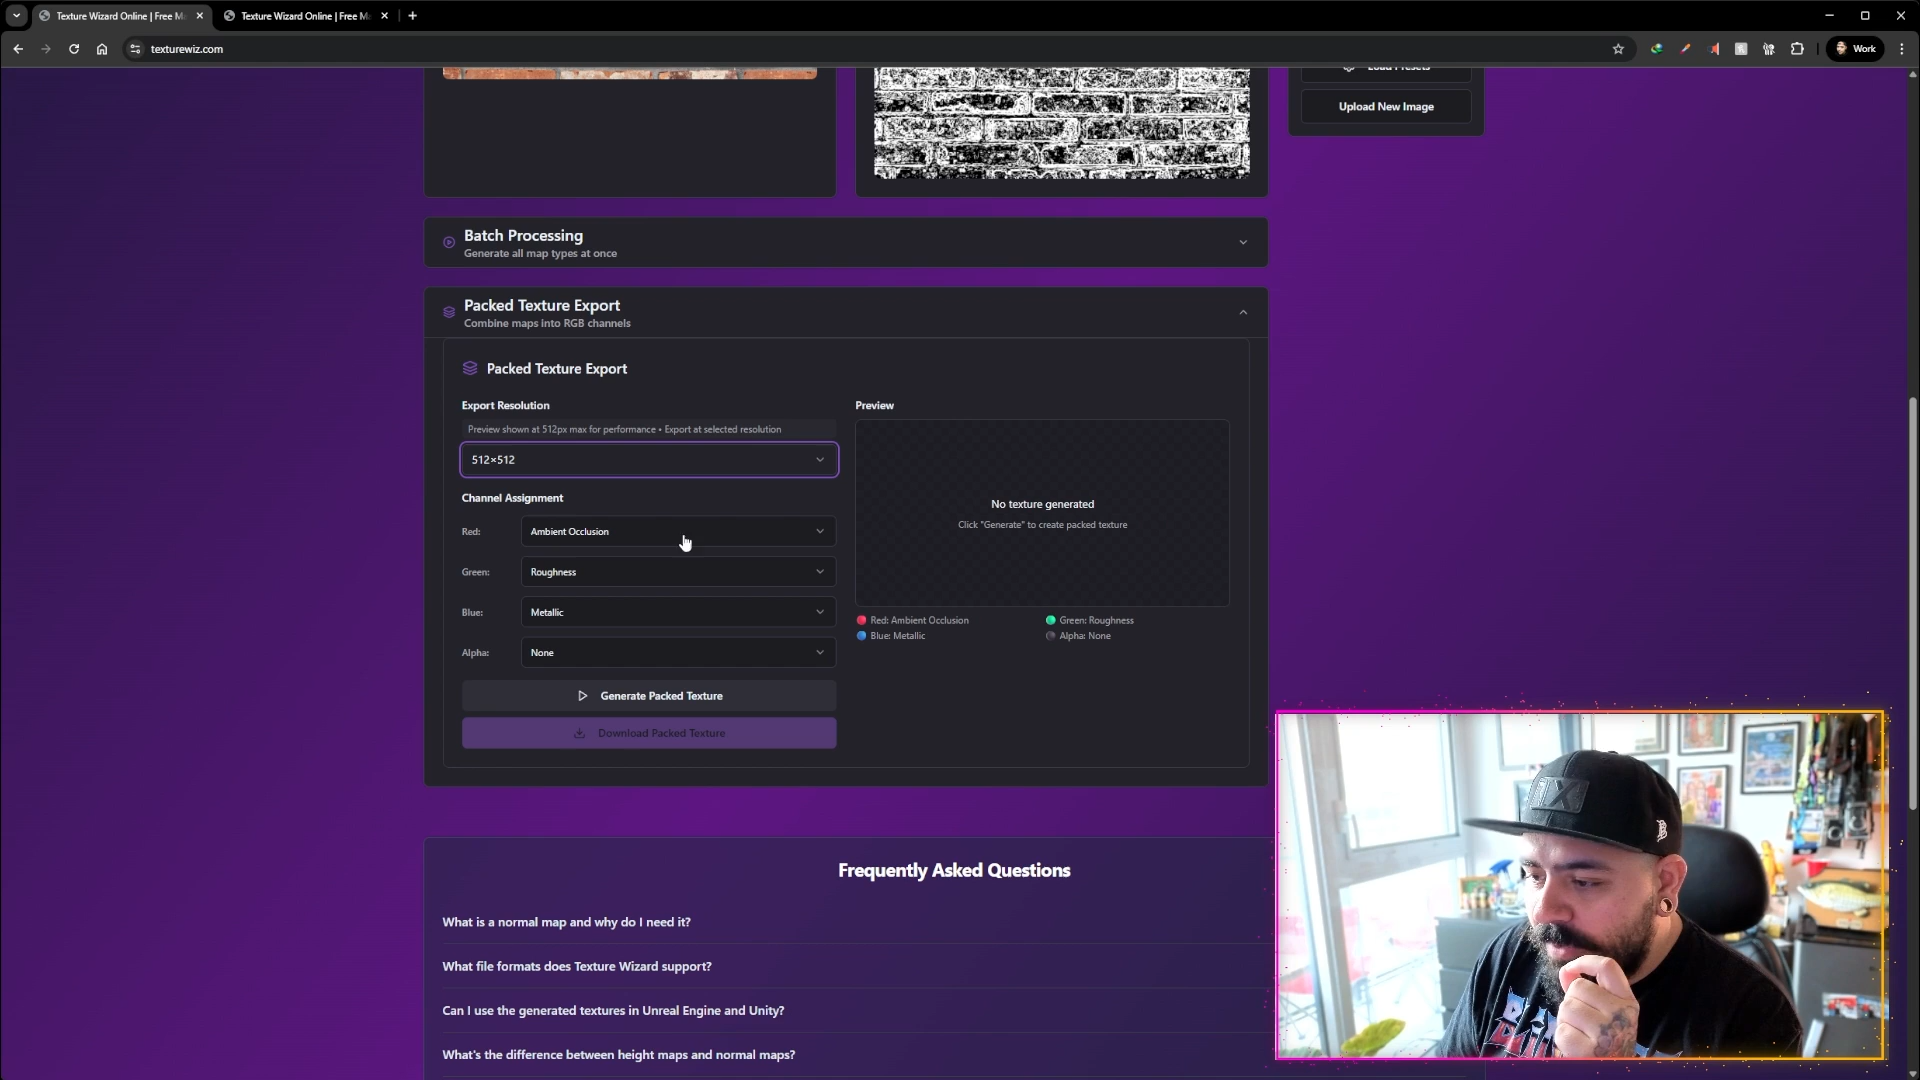 Texture Wizard Online | Free M
Texture Wizard Online | Free M
texturewiz.com
Work
Load Presets
Upload New Image
Batch Processing
Generate all map types at once
Packed Texture Export
Combine maps into RGB channels
Packed Texture Export
Export Resolution
Preview
Preview shown at 512px max for performance • Export at selected resolution
512×512
No texture generated
Click "Generate" to create packed texture
Channel Assignment
Red:
Ambient Occlusion
Green:
Roughness
Blue:
Metallic
Alpha:
None
Red: Ambient Occlusion
Green: Roughness
Blue: Metallic
Alpha: None
Generate Packed Texture
Download Packed Texture
Frequently Asked Questions
What is a normal map and why do I need it?
What file formats does Texture Wizard support?
Can I use the generated textures in Unreal Engine and Unity?
What's the difference between height maps and normal maps?